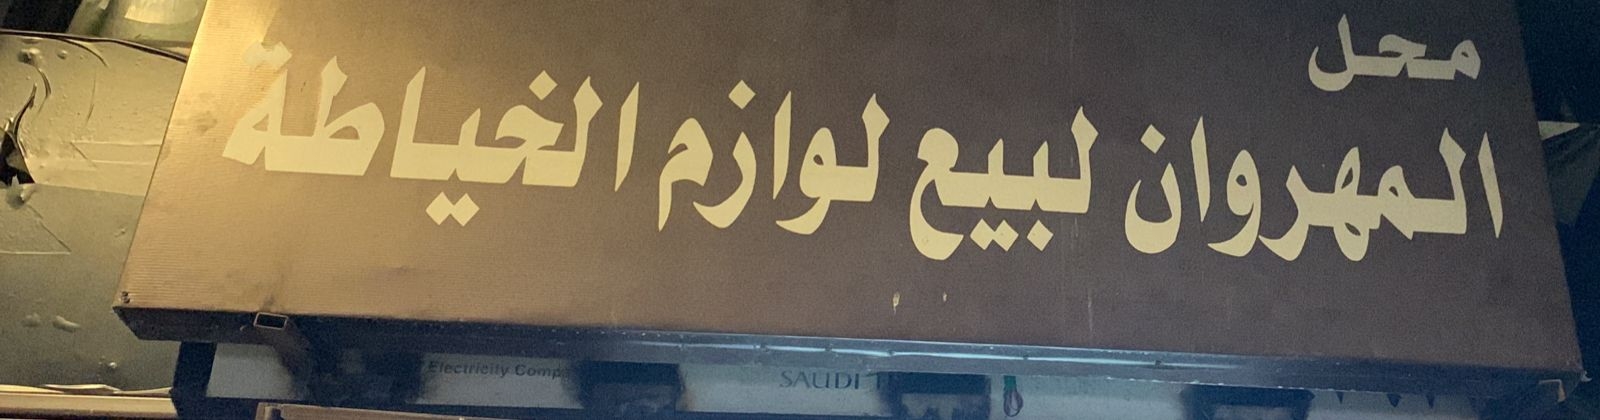 محل
المهروان لبيع لوازم الخياطة
Electricity Comp
SAUDI